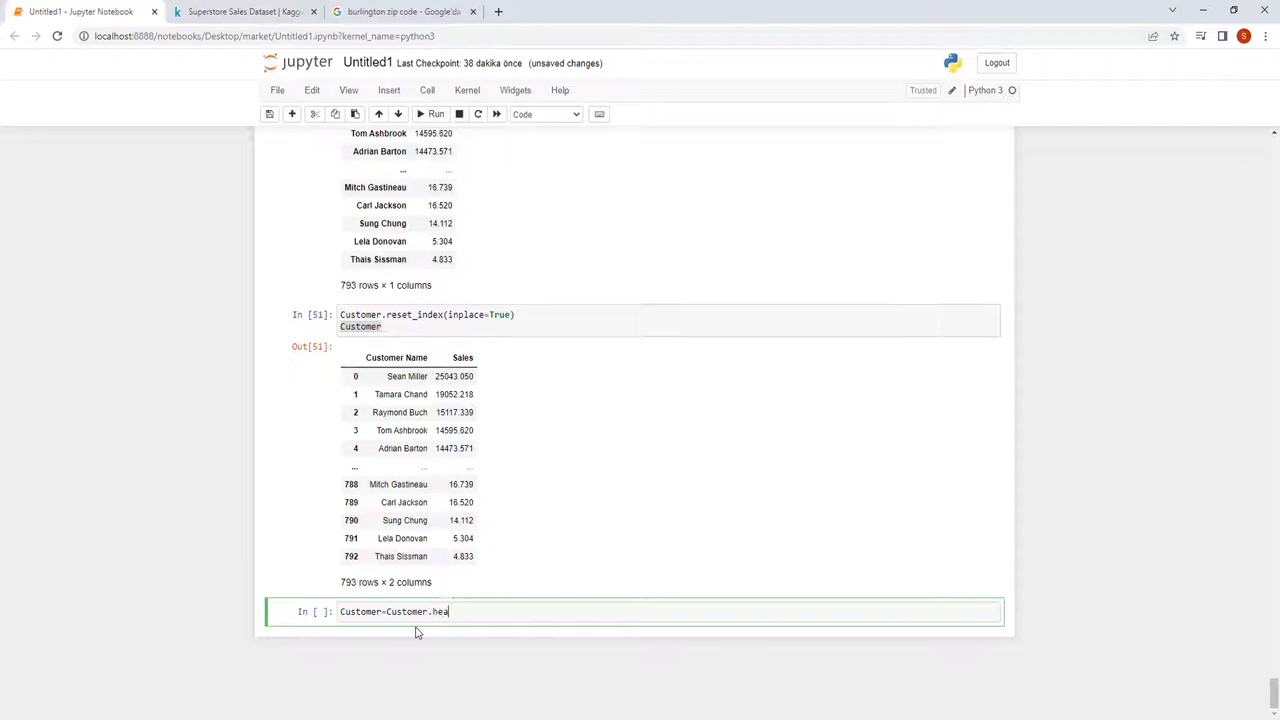 Untitled1 - Jupyter Notebook
Superstore Sales Dataset | Kagg
burlington zip code - Google'da
localhost:8888/notebooks/Desktop/market/Untitled1.ipynb?kernel_name=python3
S
jupyter Untitled1 Last Checkpoint: 38 dakika önce (unsaved changes)
Logout
File Edit View Insert Cell Kernel Widgets Help
Trusted Python 3
Run Code
Tom Ashbrook 14595.620
Adrian Barton 14473.571
... ...
Mitch Gastineau 16.739
Carl Jackson 16.520
Sung Chung 14.112
Lela Donovan 5.304
Thais Sissman 4.833
793 rows × 1 columns
In [51]: Customer.reset_index(inplace=True)
Customer
Out[51]:
Customer Name Sales
0 Sean Miller 25043.050
1 Tamara Chand 19052.218
2 Raymond Buch 15117.339
3 Tom Ashbrook 14595.620
4 Adrian Barton 14473.571
... ... ...
788 Mitch Gastineau 16.739
789 Carl Jackson 16.520
790 Sung Chung 14.112
791 Lela Donovan 5.304
792 Thais Sissman 4.833
793 rows × 2 columns
In [ ]: Customer=Customer.hea